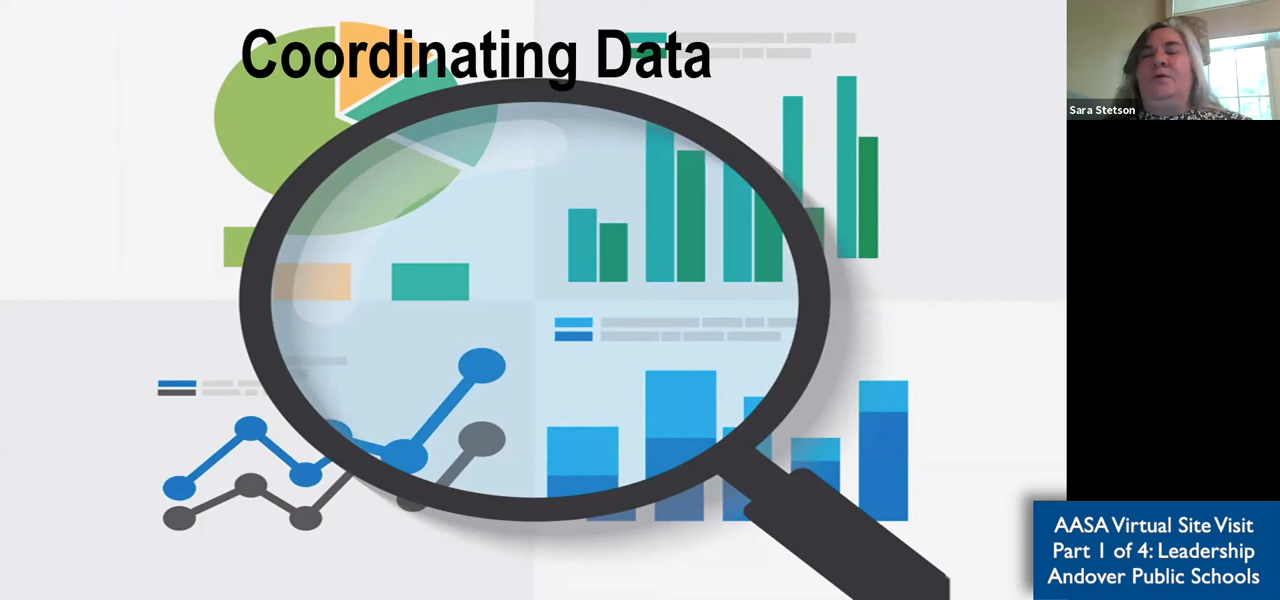 Coordinating Data
Sara Stetson
AASA Virtual Site Visit
Part 1 of 4: Leadership
Andover Public Schools